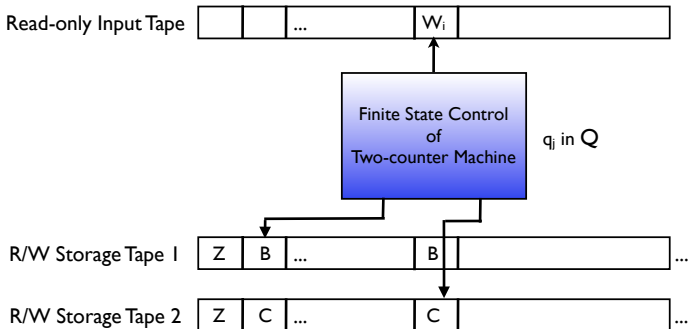 Read-only Input Tape ... Wi
Finite State Control
of
Two-counter Machine
qj in Q
R/W Storage Tape 1 Z B ... B ...
R/W Storage Tape 2 Z C ... C ...